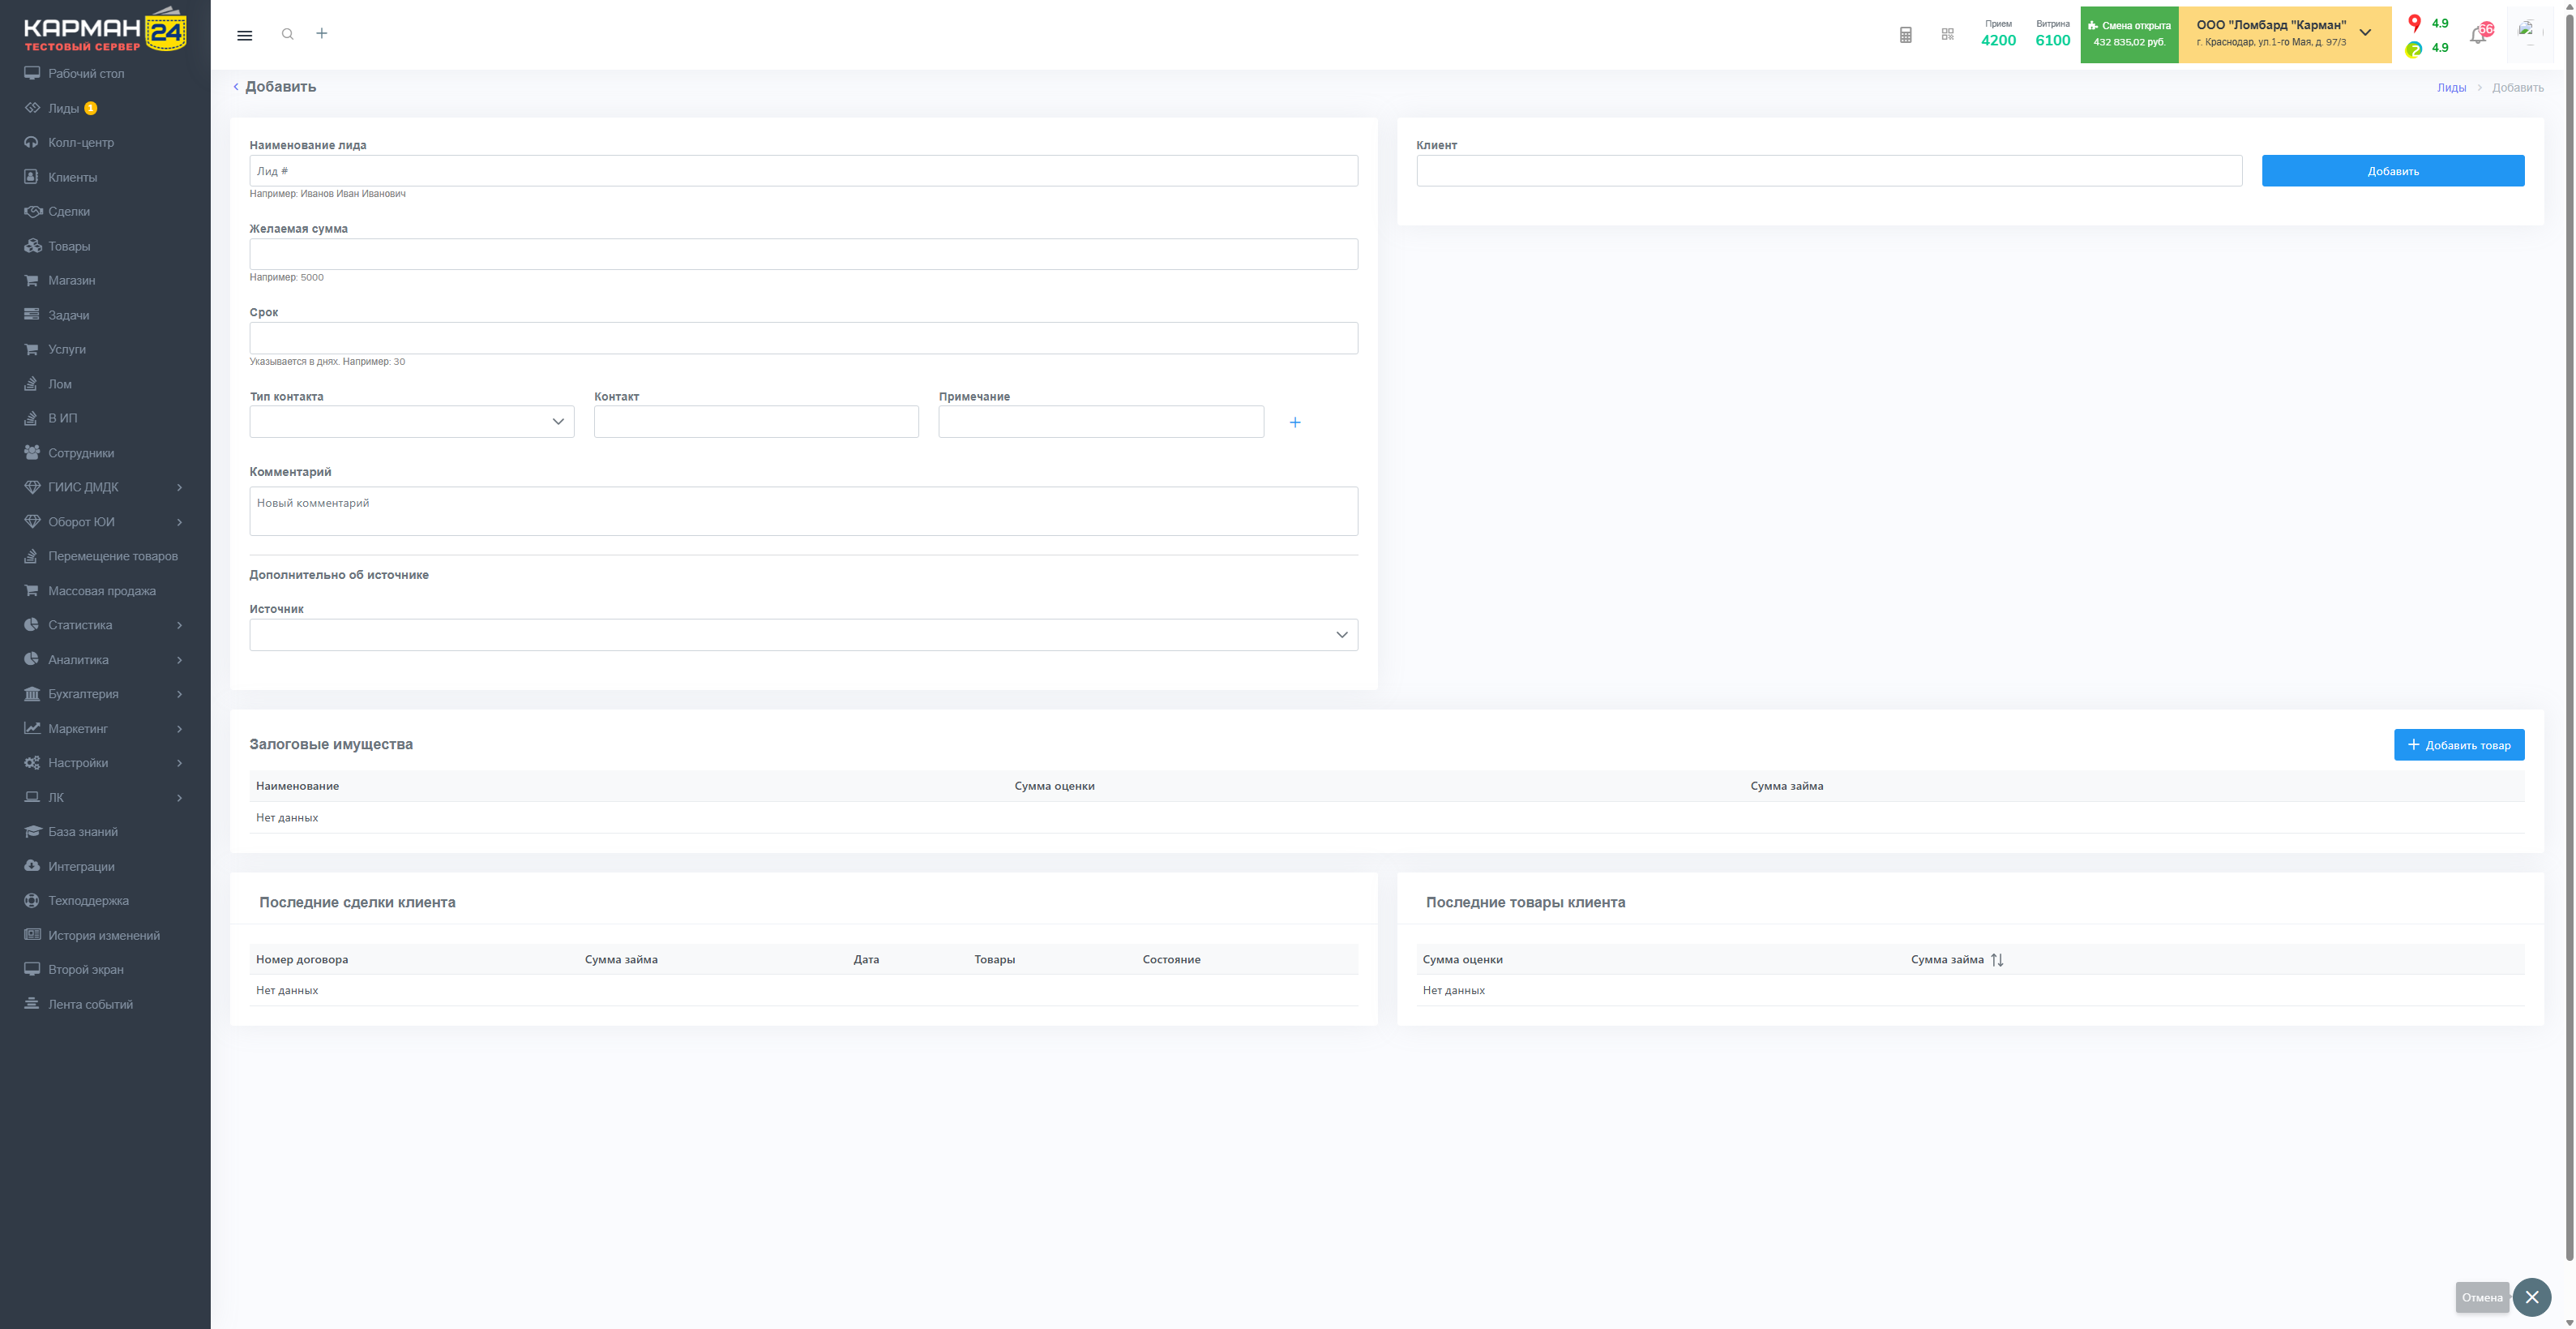 КАРМАН 24
ТЕСТОВЫЙ СЕРВЕР
Рабочий стол
Лиды 1
Колл-центр
Клиенты
Сделки
Товары
Магазин
Задачи
Услуги
Лом
В ИП
Сотрудники
ГИИС ДМДК
Оборот ЮИ
Перемещение товаров
Массовая продажа
Статистика
Аналитика
Бухгалтерия
Маркетинг
Настройки
ЛК
База знаний
Интеграции
Техподдержка
История изменений
Второй экран
Лента событий
Прием
4200
Витрина
6100
Смена открыта
432 835,02 руб.
ООО "Ломбард "Карман"
г. Краснодар, ул.1-го Мая, д. 97/3
4.9
4.9
Добавить
Лиды > Добавить
Наименование лида
Лид #
Например: Иванов Иван Иванович
Желаемая сумма
Например: 5000
Срок
Указывается в днях. Например: 30
Тип контакта
Контакт
Примечание
Комментарий
Новый комментарий
Дополнительно об источнике
Источник
Клиент
Добавить
Залоговые имущества
Добавить товар
Наименование
Сумма оценки
Сумма займа
Нет данных
Последние сделки клиента
Номер договора
Сумма займа
Дата
Товары
Состояние
Нет данных
Последние товары клиента
Сумма оценки
Сумма займа
Нет данных
Отмена